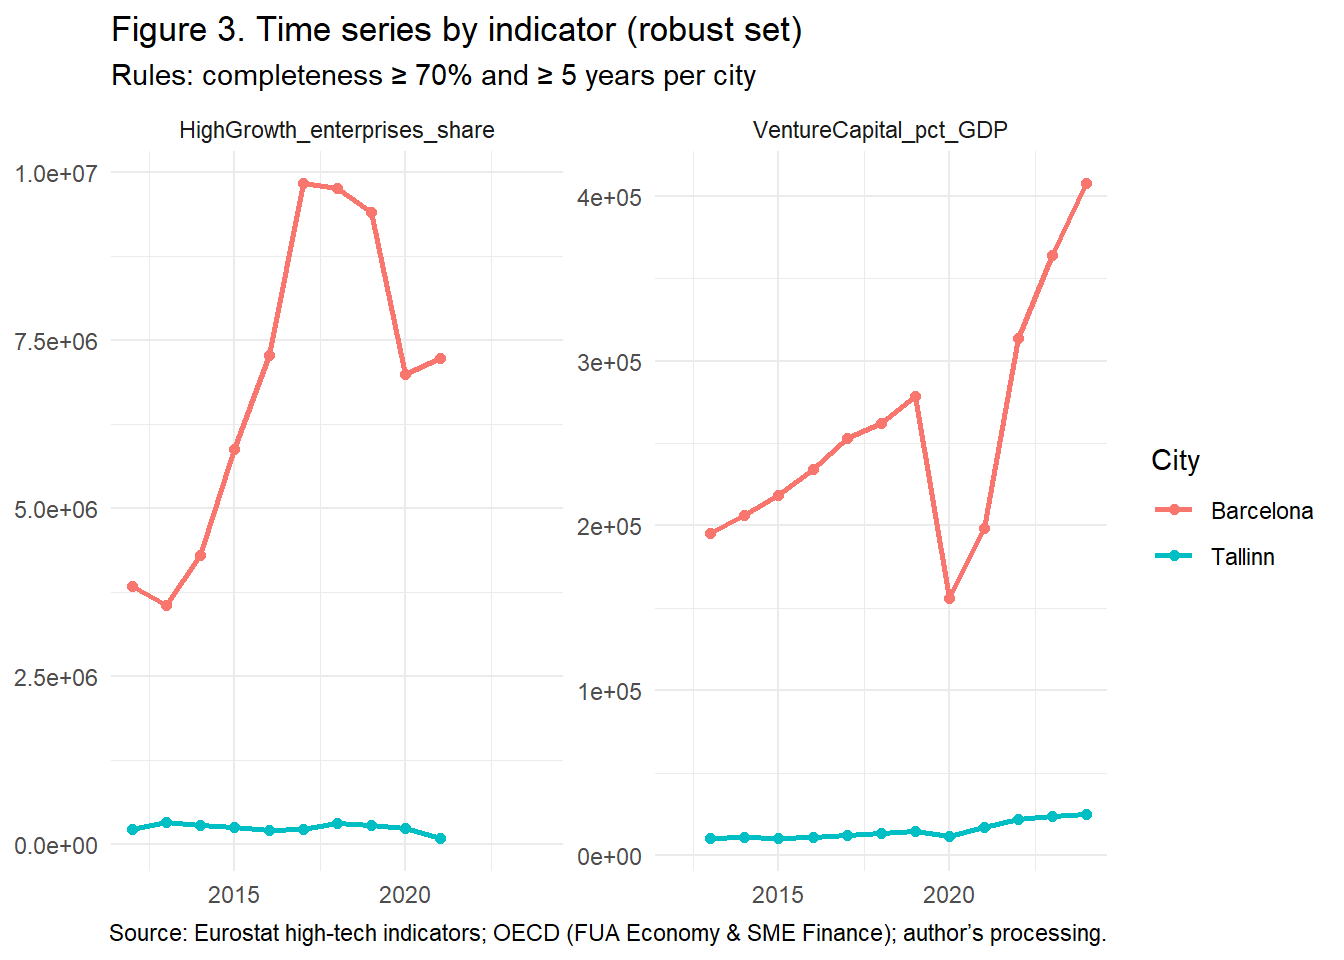 Figure 3. Time series by indicator (robust set)
Rules: completeness ≥ 70% and ≥ 5 years per city
HighGrowth_enterprises_share
VentureCapital_pct_GDP
1.0e+07
7.5e+06
5.0e+06
2.5e+06
0.0e+00
4e+05
3e+05
2e+05
1e+05
0e+00
2015
2020
2015
2020
City
Barcelona
Tallinn
Source: Eurostat high-tech indicators; OECD (FUA Economy & SME Finance); author’s processing.